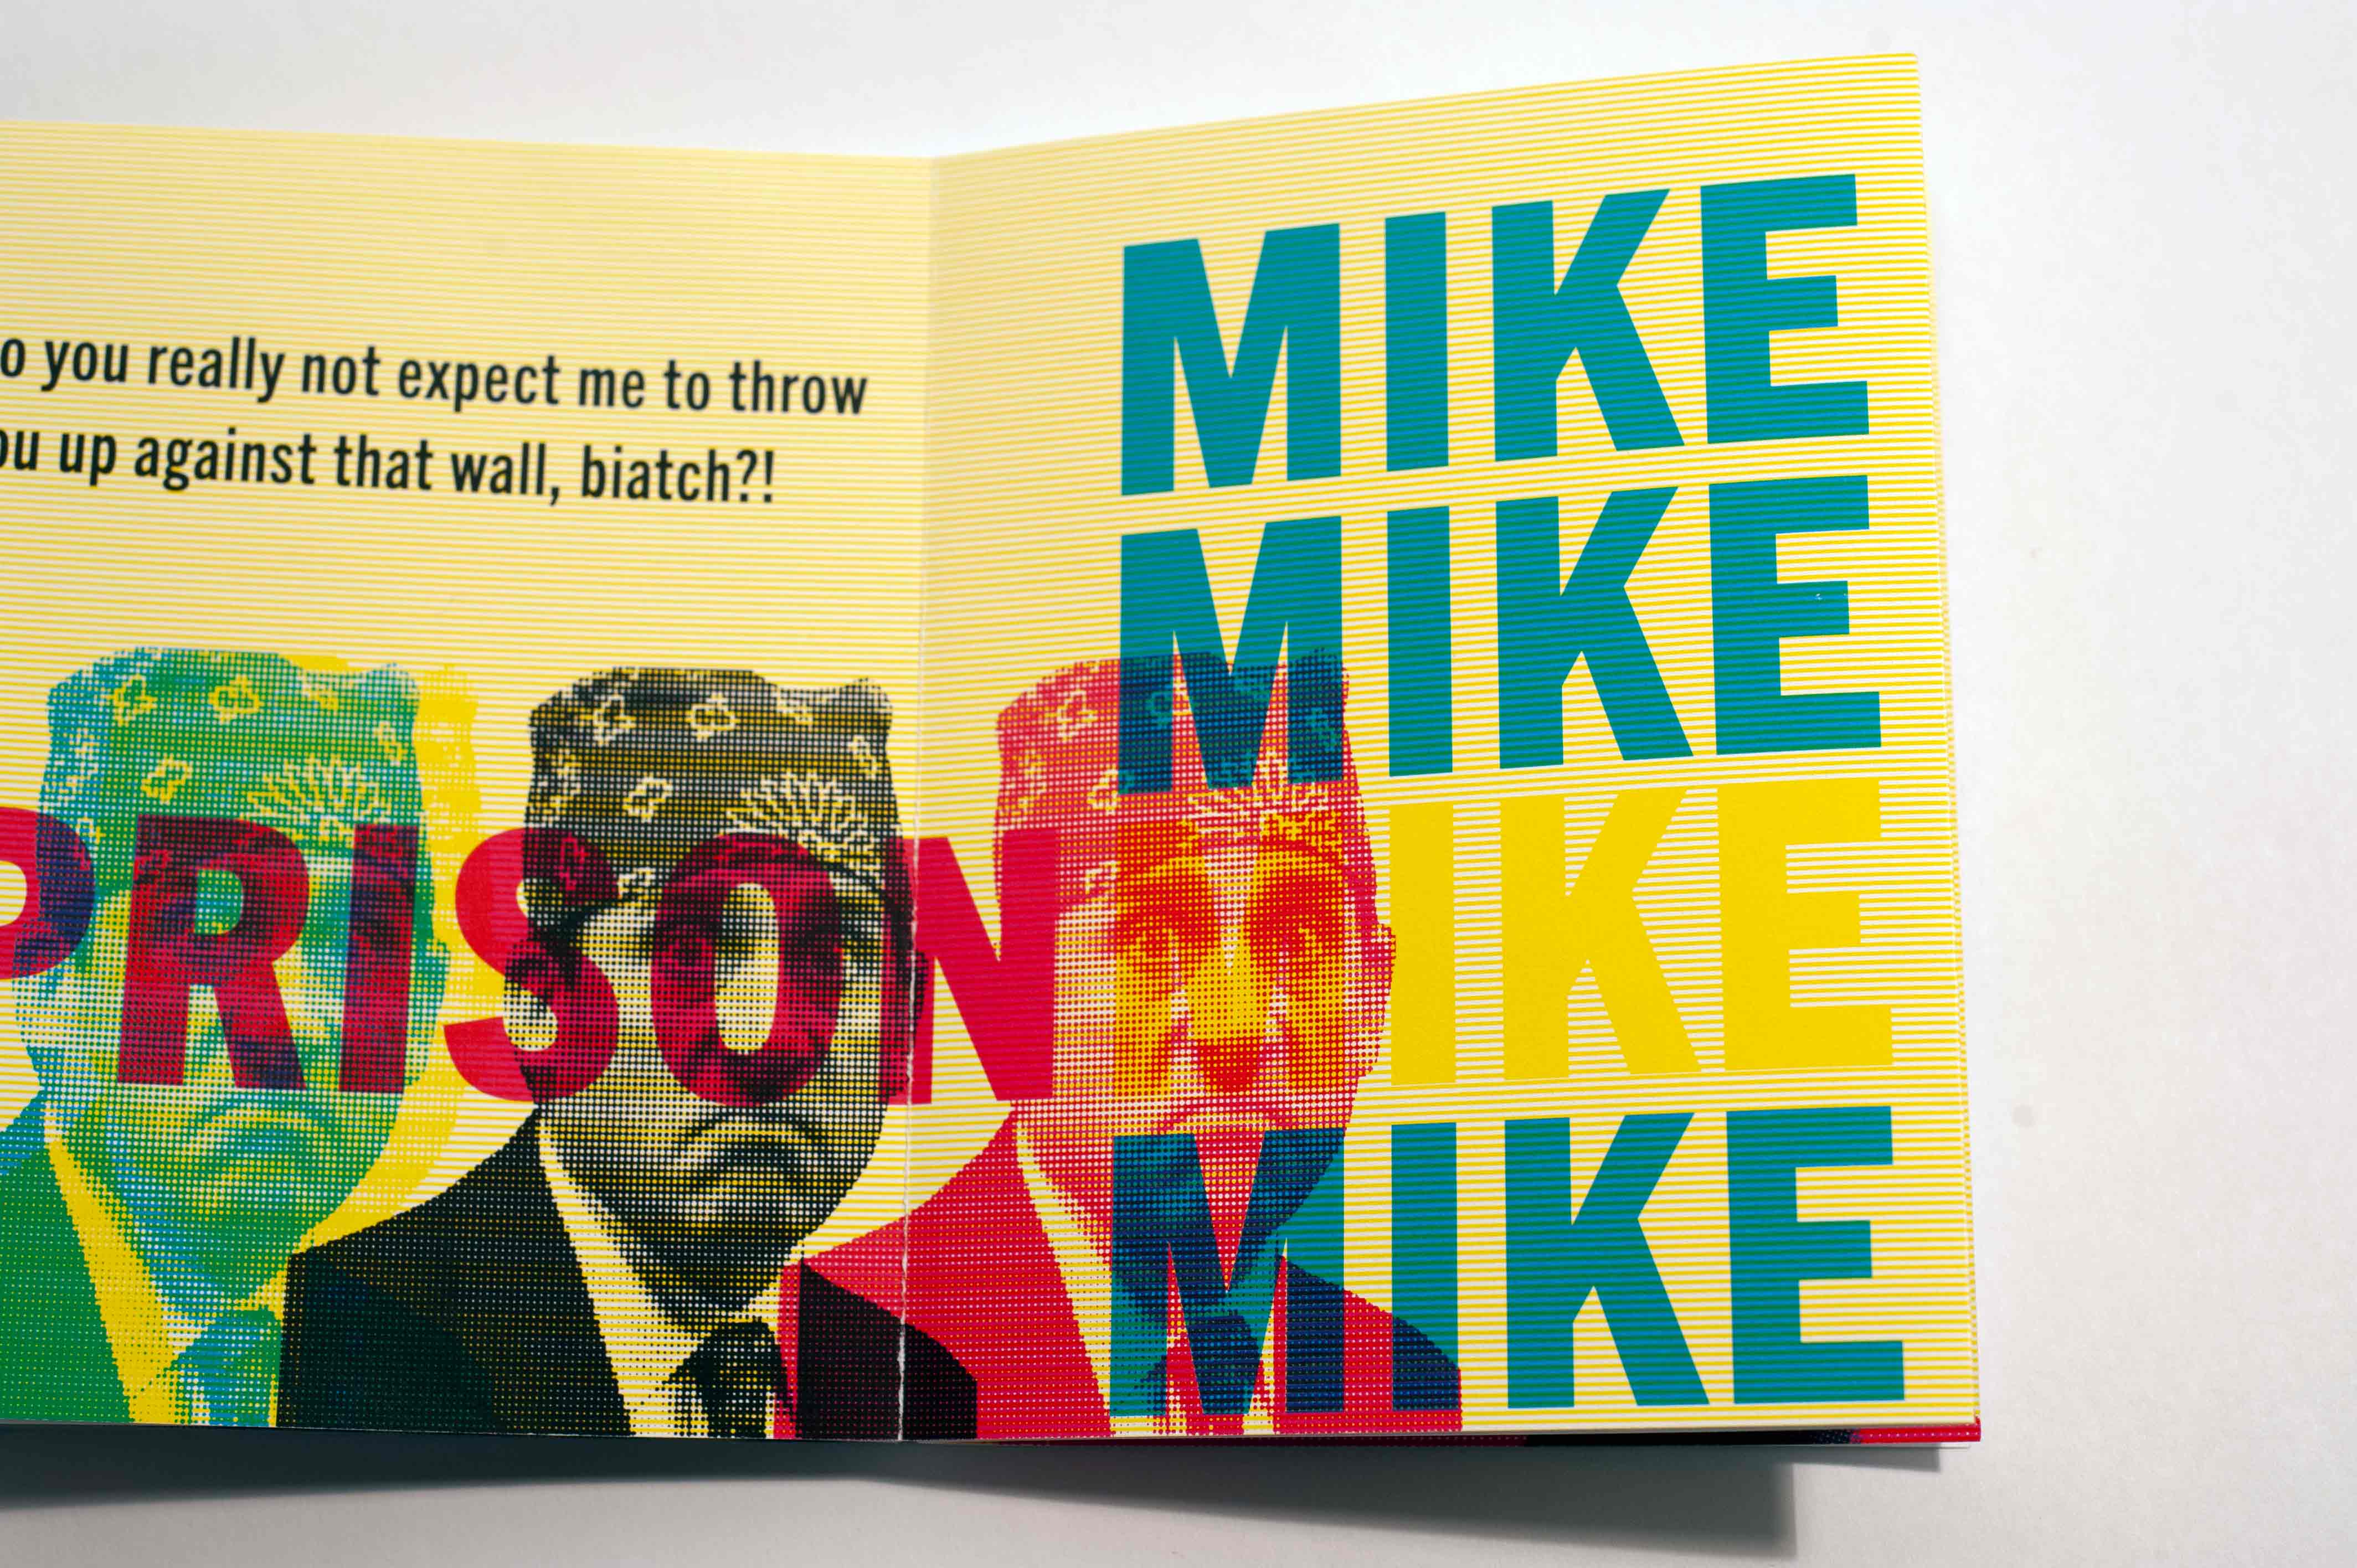 o you really not expect me to throw
ou up against that wall, biatch?!
PRISON
MIKE
MIKE
MIKE
MIKE